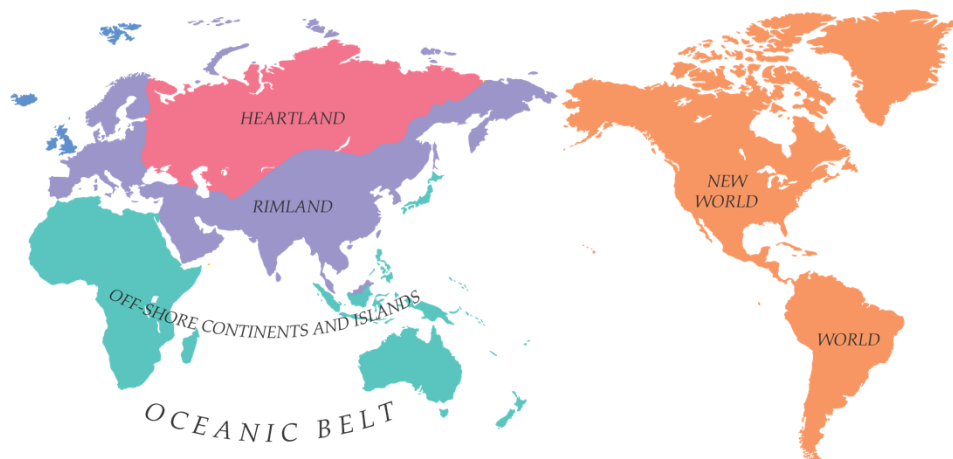 HEARTLAND
RIMLAND
OFF-SHORE CONTINENTS AND ISLANDS
OCEANIC BELT
NEW
WORLD
WORLD